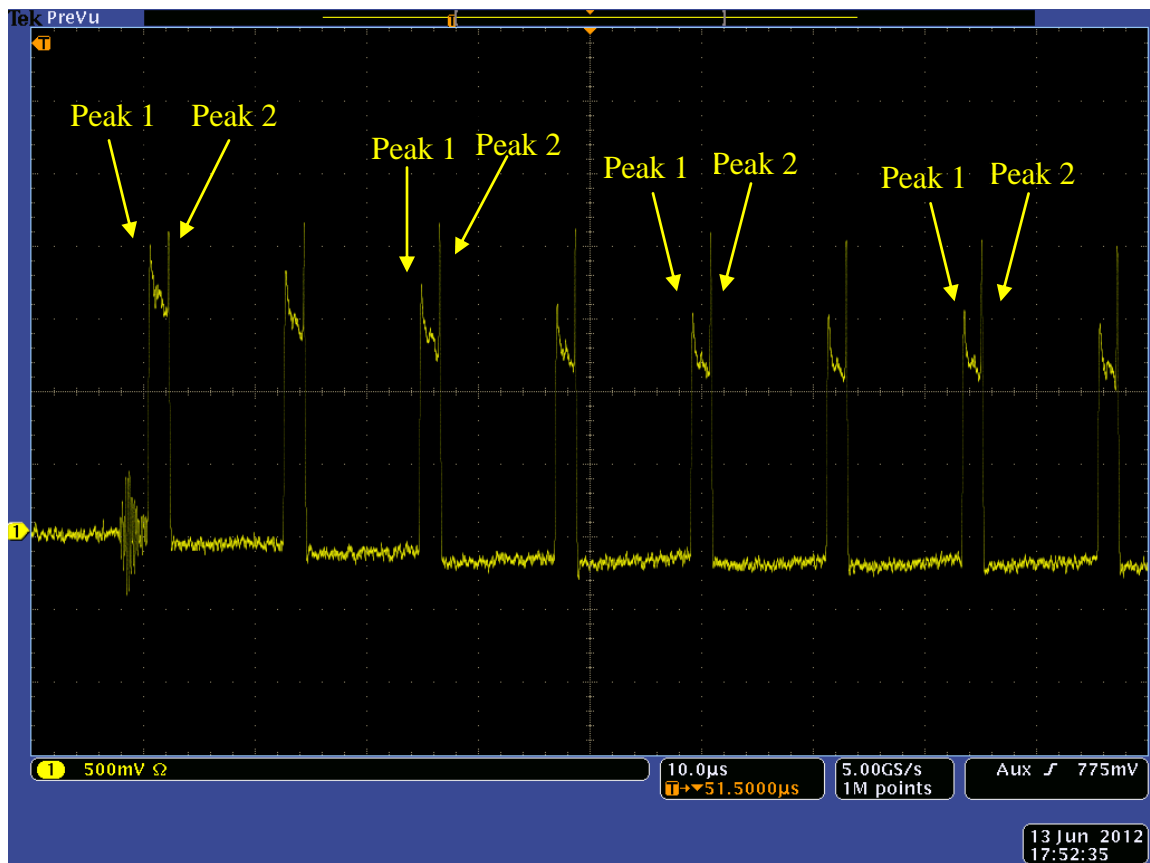 Tek PreVu
T
T
Peak 1 Peak 2
Peak 1 Peak 2
Peak 1 Peak 2
Peak 1 Peak 2
1
1 500mV Ω
10.0µs
T→▼51.5000µs
5.00GS/s
1M points
Aux ∫ 775mV
13 Jun 2012
17:52:35